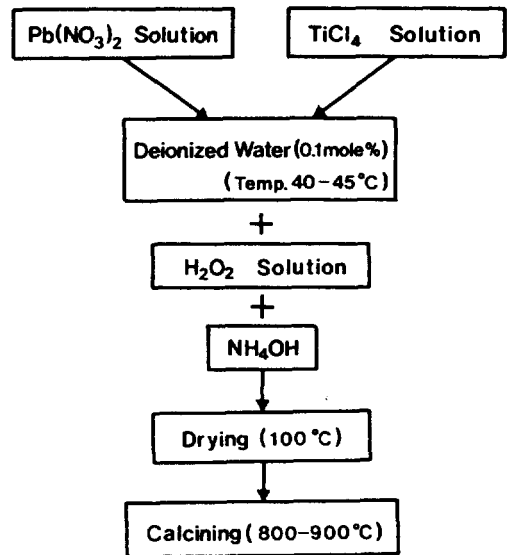 Pb(NO₃)₂ Solution
TiCl₄ Solution
Deionized Water(0.1mole%)
(Temp. 40-45°C)
+
H₂O₂ Solution
+
NH₄OH
Drying (100°C)
Calcining(800-900°C)